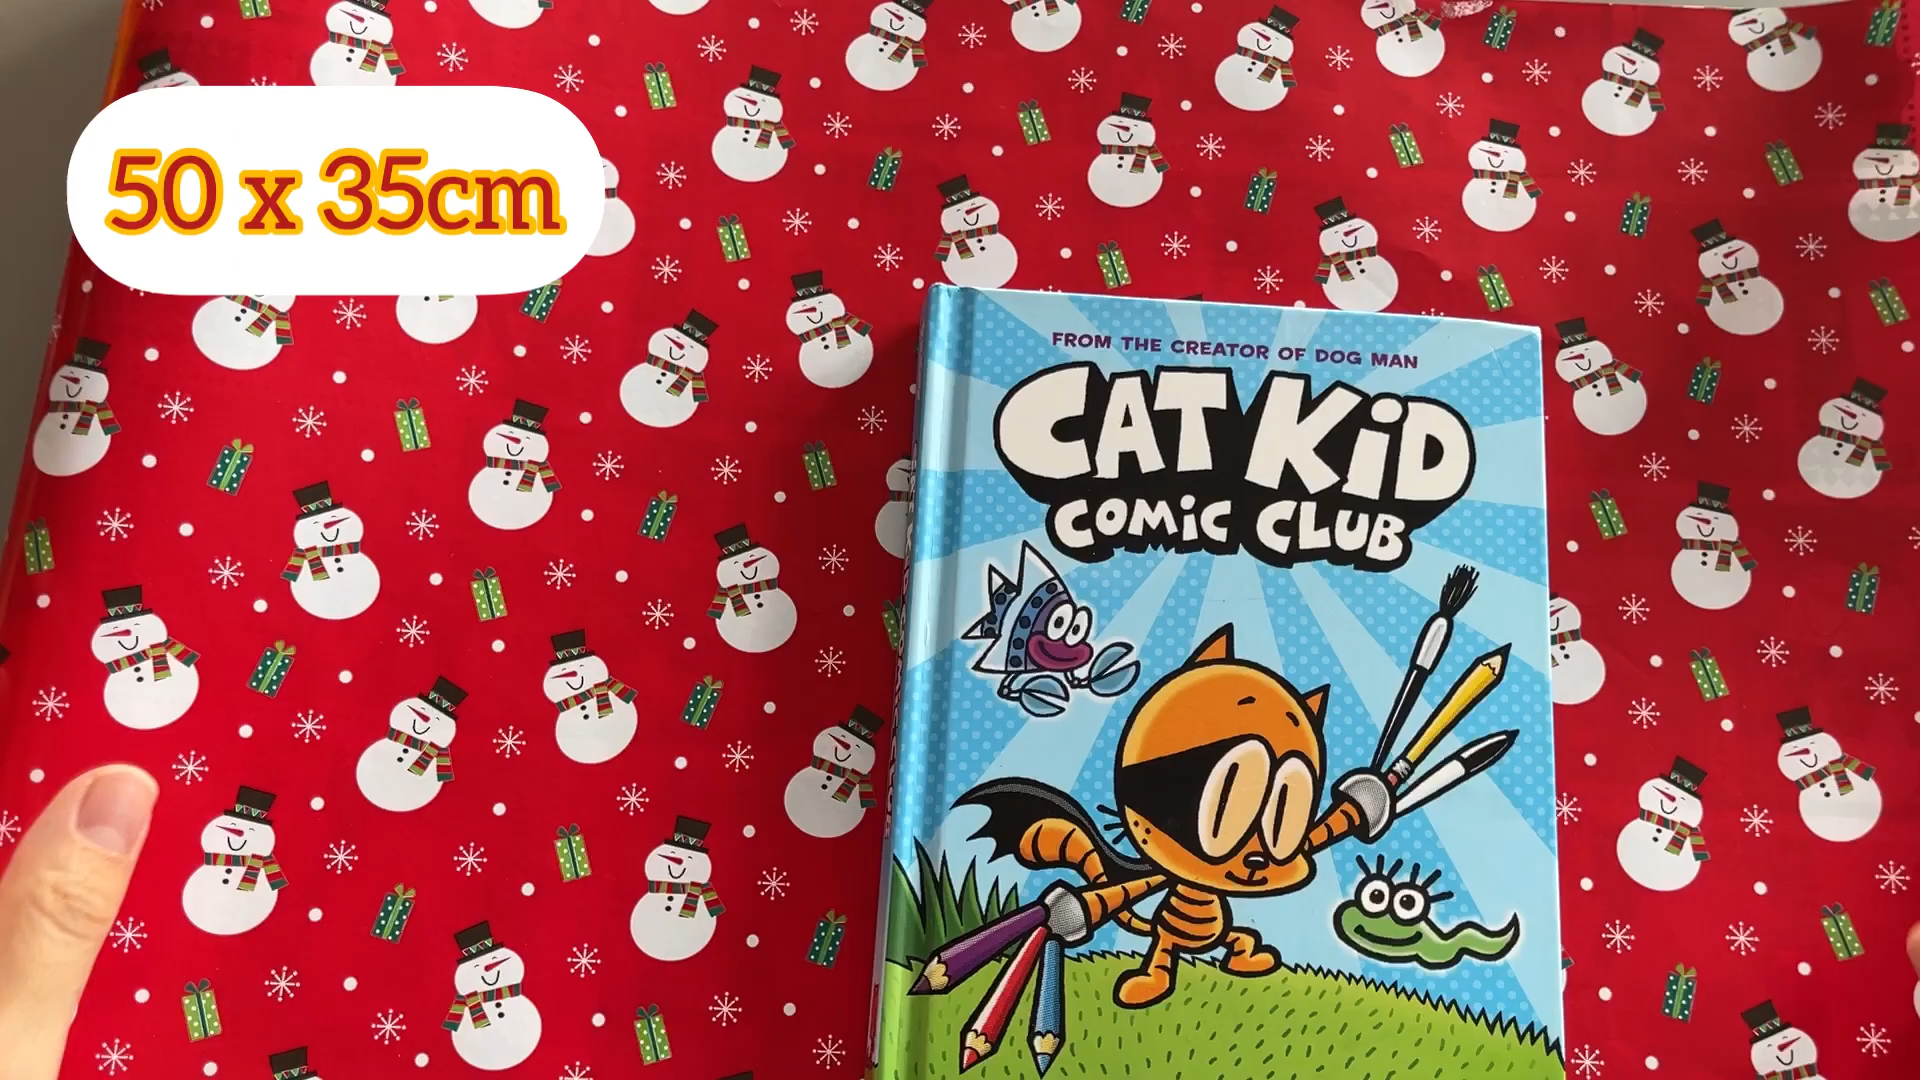 50 x 35cm
FROM THE CREATOR OF DOG MAN
CAT KID
COMIC CLUB